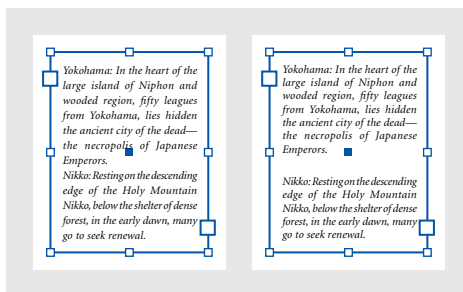 Yokohama: In the heart of the
large island of Niphon and
wooded region, fifty leagues
from Yokohama, lies hidden
the ancient city of the dead—
the necropolis of Japanese
Emperors.
Nikko: Resting on the descending
edge of the Holy Mountain
Nikko, below the shelter of dense
forest, in the early dawn, many
go to seek renewal.
Yokohama: In the heart of the
large island of Niphon and
wooded region, fifty leagues
from Yokohama, lies hidden
the ancient city of the dead—
the necropolis of Japanese
Emperors.
Nikko: Resting on the descending
edge of the Holy Mountain
Nikko, below the shelter of dense
forest, in the early dawn, many
go to seek renewal.